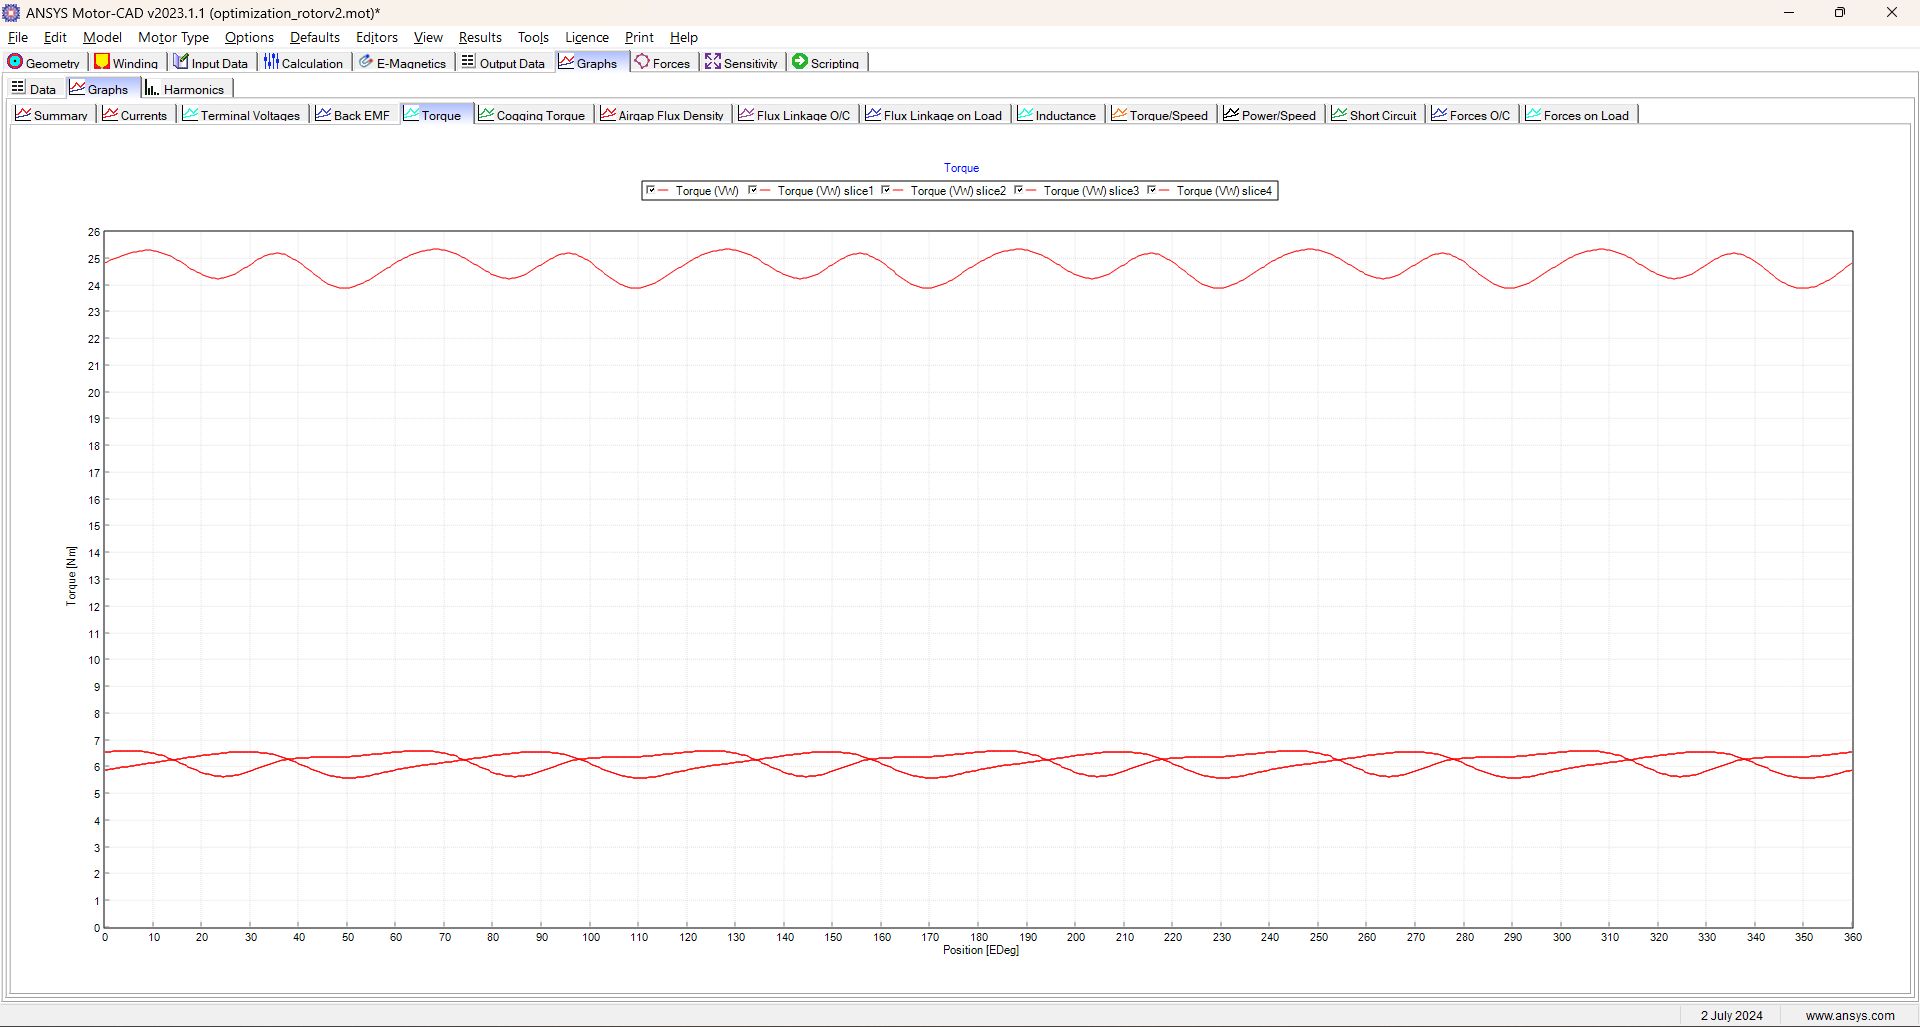 ANSYS Motor-CAD v2023.1.1 (optimization_rotorv2.mot)*
File Edit Model Motor Type Options Defaults Editors View Results Tools Licence Print Help
Geometry Winding Input Data Calculation E-Magnetics Output Data Graphs Forces Sensitivity Scripting
Data Graphs Harmonics
Summary Currents Terminal Voltages Back EMF Torque Cogging Torque Airgap Flux Density Flux Linkage O/C Flux Linkage on Load Inductance Torque/Speed Power/Speed Short Circuit Forces O/C Forces on Load
Torque
Torque (VW) Torque (VW) slice1 Torque (VW) slice2 Torque (VW) slice3 Torque (VW) slice4
26
25
24
23
22
21
20
19
18
17
16
15
14
13
12
11
10
9
8
7
6
5
4
3
2
1
0
Torque [Nm]
0 10 20 30 40 50 60 70 80 90 100 110 120 130 140 150 160 170 180 190 200 210 220 230 240 250 260 270 280 290 300 310 320 330 340 350 360
Position [EDeg]
2 July 2024 www.ansys.com